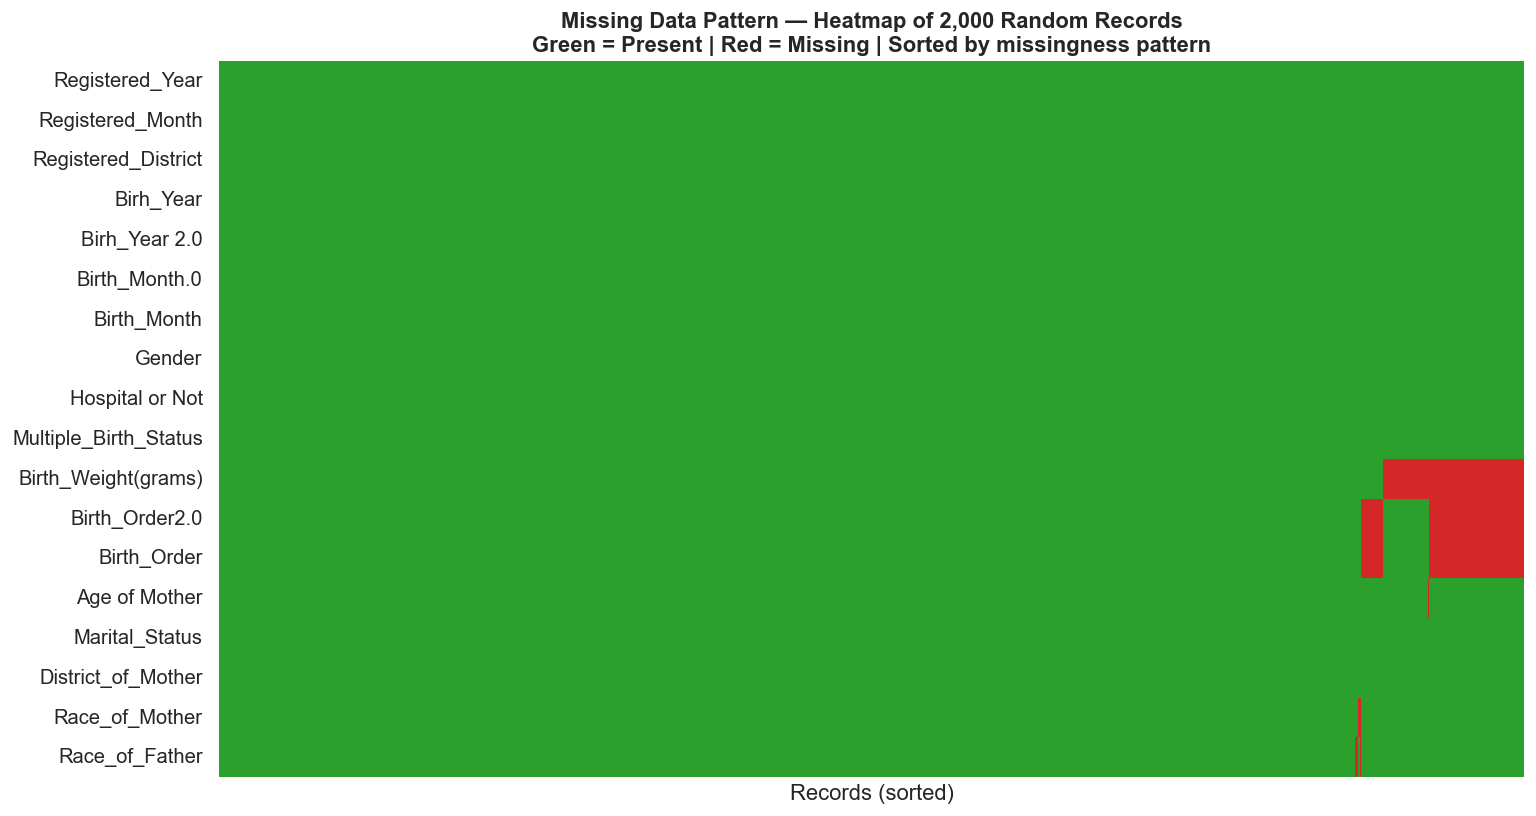 Missing Data Pattern — Heatmap of 2,000 Random Records
Green = Present | Red = Missing | Sorted by missingness pattern
Registered_Year
Registered_Month
Registered_District
Birh_Year
Birh_Year 2.0
Birth_Month.0
Birth_Month
Gender
Hospital or Not
Multiple_Birth_Status
Birth_Weight(grams)
Birth_Order2.0
Birth_Order
Age of Mother
Marital_Status
District_of_Mother
Race_of_Mother
Race_of_Father
Records (sorted)